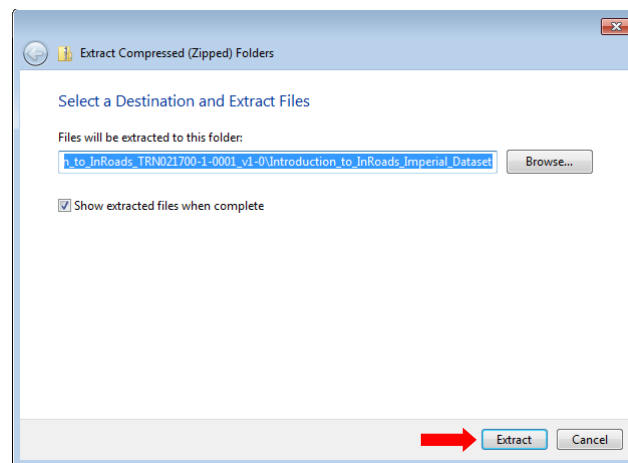 Extract Compressed (Zipped) Folders
Select a Destination and Extract Files
Files will be extracted to this folder:
n_to_InRoads_TRN021700-1-0001_v1-0\Introduction_to_InRoads_Imperial_Dataset
Browse...
Show extracted files when complete
Extract
Cancel